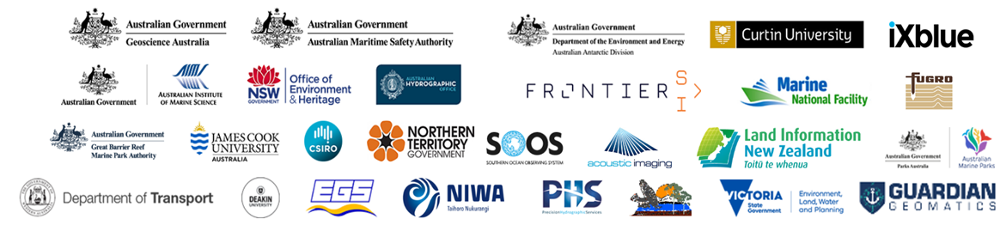 Australian Government
Geoscience Australia
Australian Government
Australian Maritime Safety Authority
Australian Government
Department of the Environment and Energy
Australian Antarctic Division
Curtin University
iXblue
Australian Government
AIMS
AUSTRALIAN INSTITUTE
OF MARINE SCIENCE
NSW
GOVERNMENT
Office of
Environment
& Heritage
AUSTRALIAN
HYDROGRAPHIC
OFFICE
FRONTIER SI
Marine
National Facility
fUGRO
Australian Government
Great Barrier Reef
Marine Park Authority
JAMES COOK
UNIVERSITY
AUSTRALIA
CSIRO
NORTHERN
TERRITORY
GOVERNMENT
SOOS
SOUTHERN OCEAN OBSERVING SYSTEM
acoustic imaging
Land Information
New Zealand
Toitū te whenua
Australian Government
Parks Australia
Australian
Marine Parks
Department of Transport
DEAKIN
UNIVERSITY
EGS
NIWA
Taihoro Nukurangi
PHS
PrecisionHydrographicServices
VICTORIA
State
Government
Environment,
Land, Water
and Planning
GUARDIAN
GEOMATICS